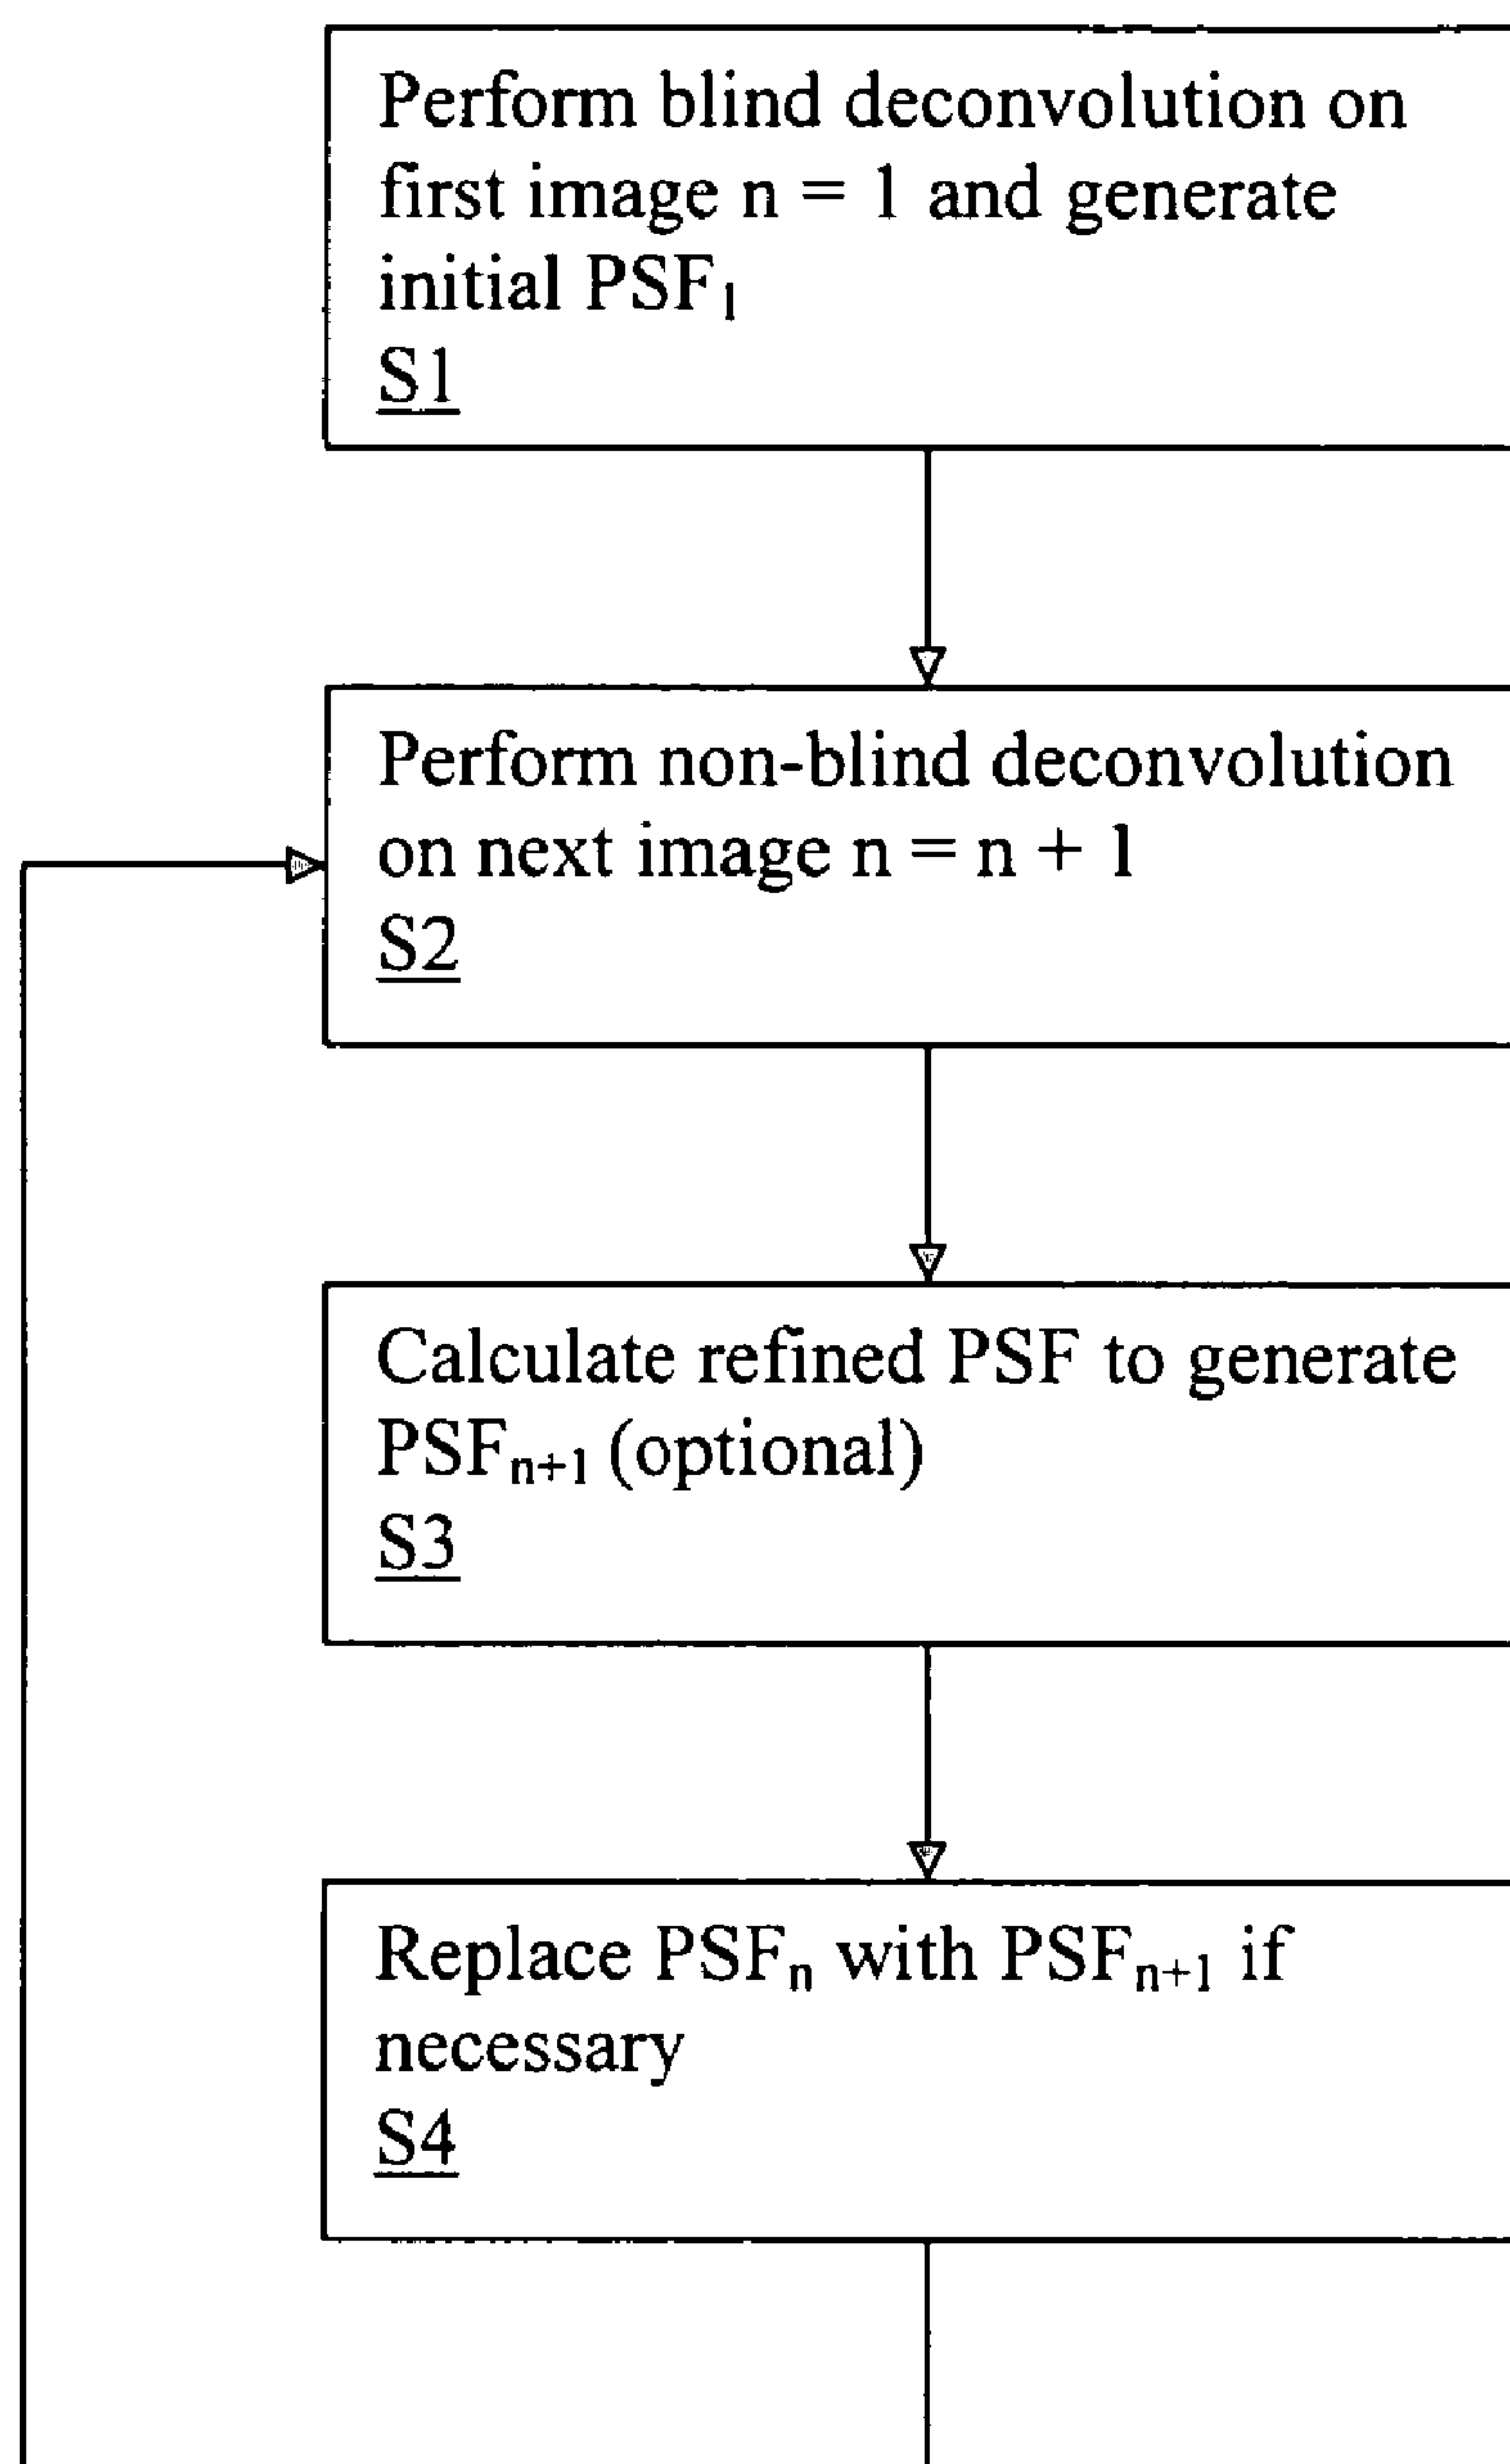 Perform blind deconvolution on
first image n = 1 and generate
initial PSF₁
S1
Perform non-blind deconvolution
on next image n = n + 1
S2
Calculate refined PSF to generate
PSFₙ₊₁ (optional)
S3
Replace PSFₙ with PSFₙ₊₁ if
necessary
S4